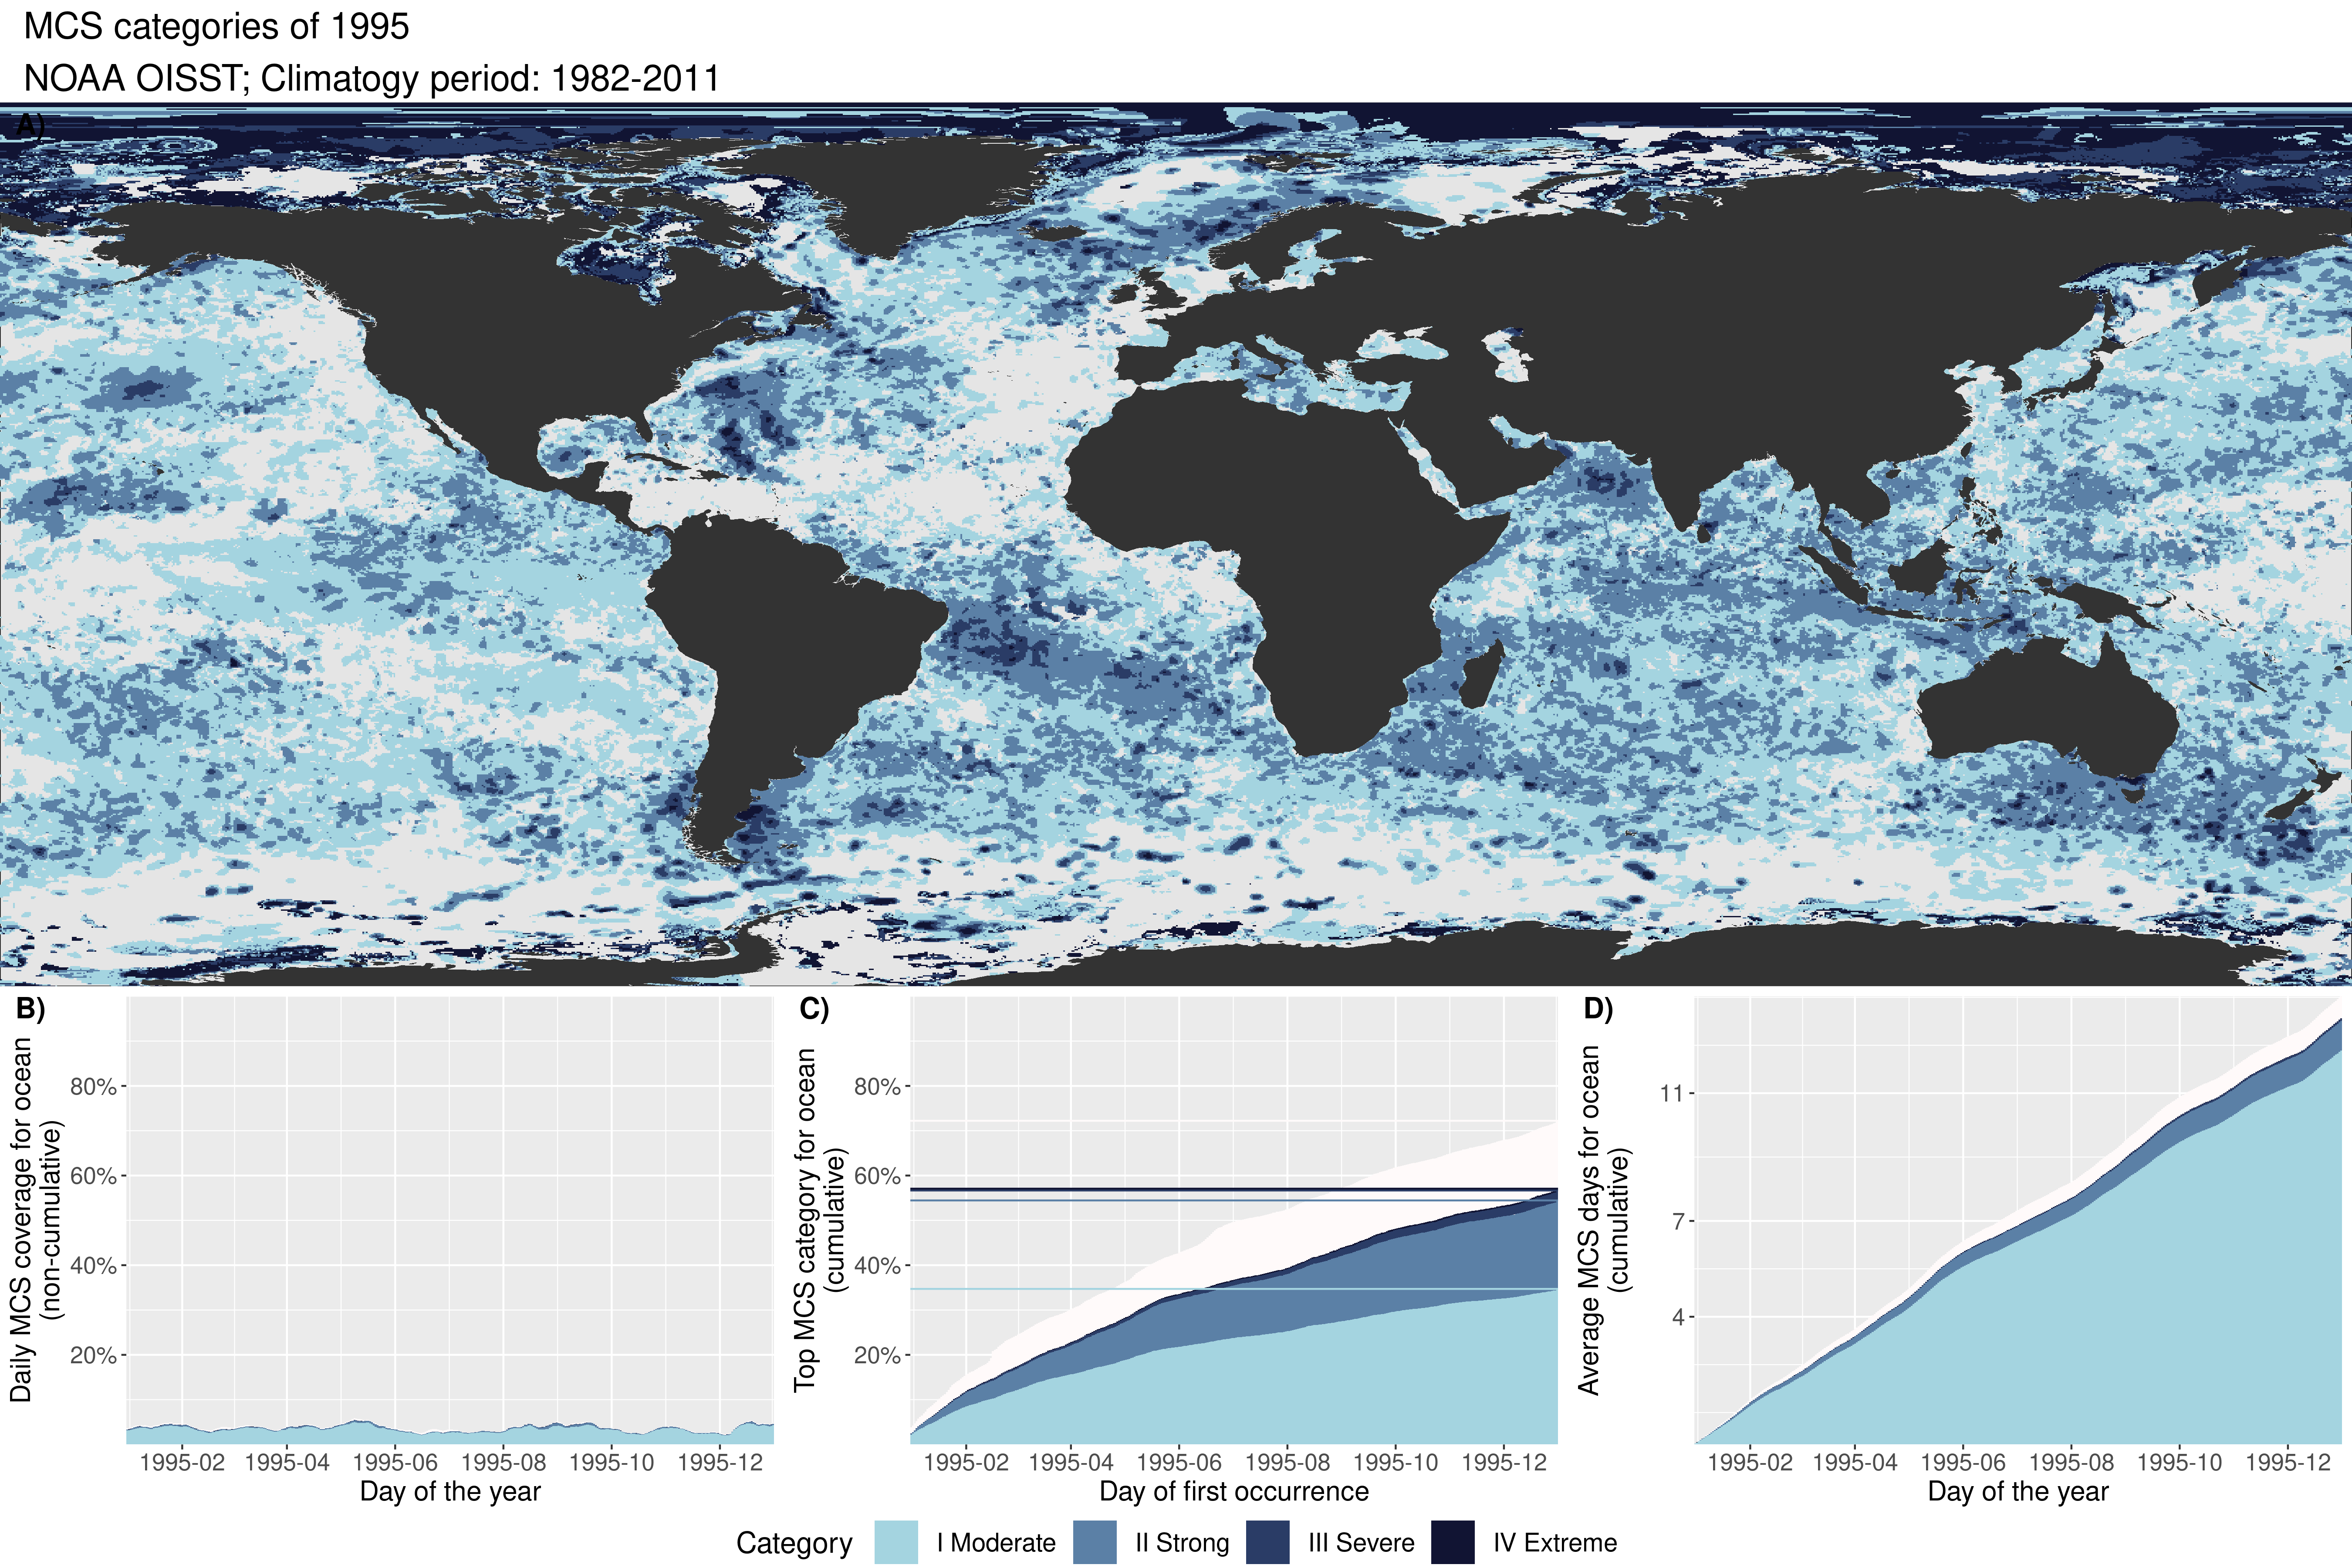 MCS categories of 1995
NOAA OISST; Climatogy period: 1982-2011
A)
B)
Daily MCS coverage for ocean
(non-cumulative)
80%
60%
40%
20%
1995-02 1995-04 1995-06 1995-08 1995-10 1995-12
Day of the year
C)
Top MCS category for ocean
(cumulative)
80%
60%
40%
20%
1995-02 1995-04 1995-06 1995-08 1995-10 1995-12
Day of first occurrence
D)
Average MCS days for ocean
(cumulative)
11
7
4
1995-02 1995-04 1995-06 1995-08 1995-10 1995-12
Day of the year
Category I Moderate II Strong III Severe IV Extreme